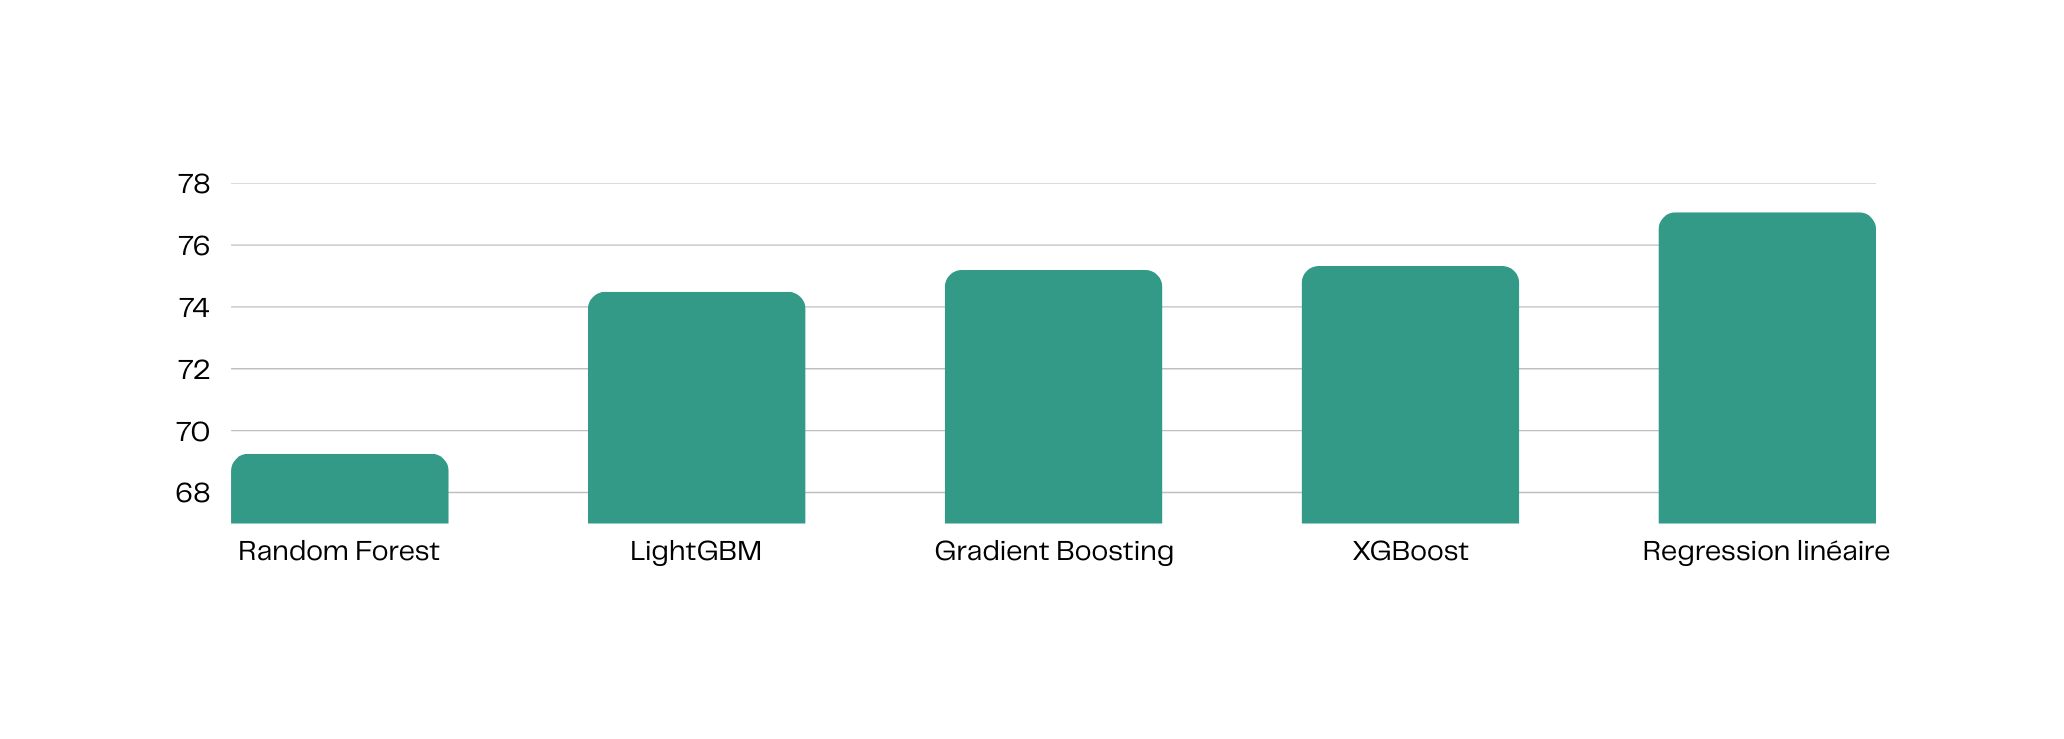 78
76
74
72
70
68
Random Forest
LightGBM
Gradient Boosting
XGBoost
Regression linéaire